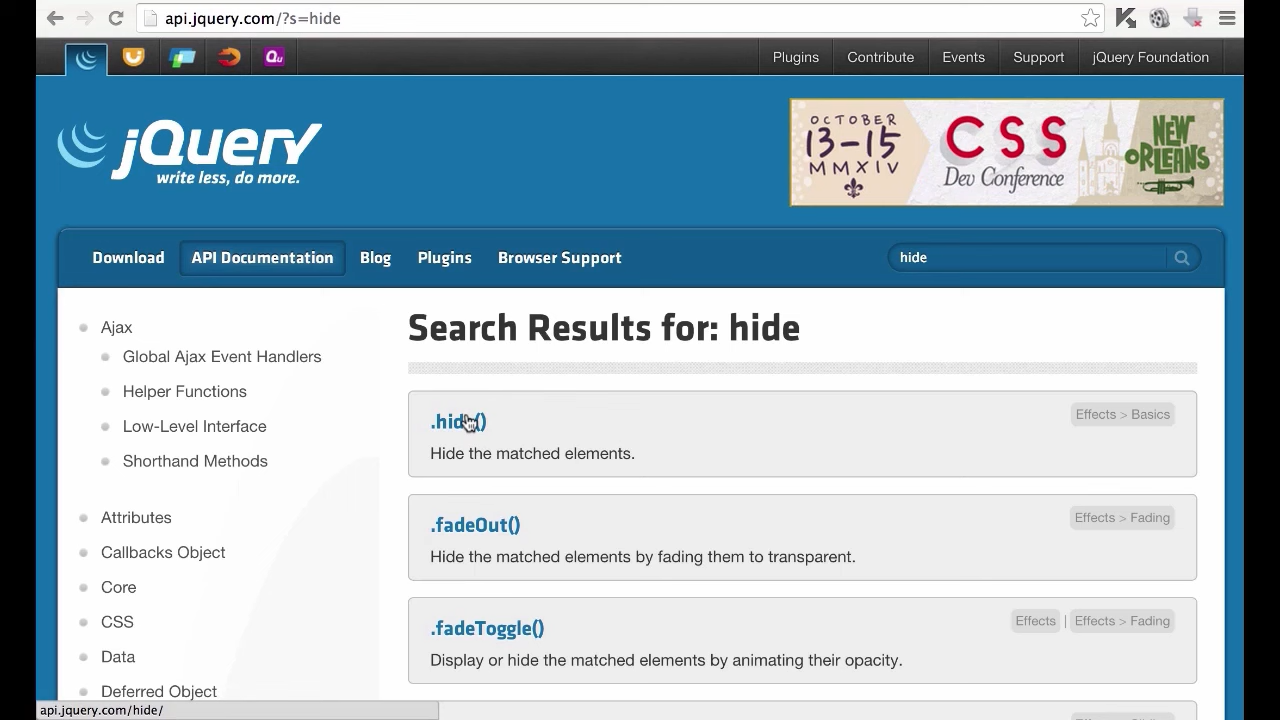 api.jquery.com/?s=hide
Qu
Plugins
Contribute
Events
Support
jQuery Foundation
jQuery
write less, do more.
OCTOBER
13-15
MMXIV
CSS
Dev Conference
NEW
ORLEANS
Download
API Documentation
Blog
Plugins
Browser Support
hide
Ajax
Global Ajax Event Handlers
Helper Functions
Low-Level Interface
Shorthand Methods
Attributes
Callbacks Object
Core
CSS
Data
Deferred Object
Search Results for: hide
.hide()
Effects > Basics
Hide the matched elements.
.fadeOut()
Effects > Fading
Hide the matched elements by fading them to transparent.
.fadeToggle()
Effects | Effects > Fading
Display or hide the matched elements by animating their opacity.
api.jquery.com/hide/